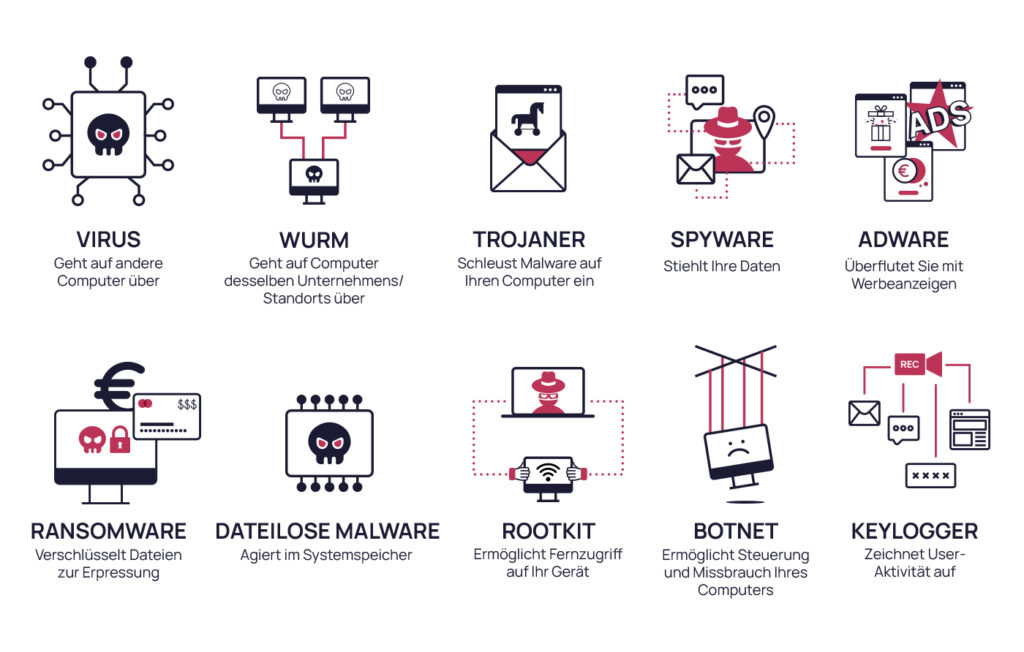 ADS
€
VIRUS
Geht auf andere
Computer über
WURM
Geht auf Computer
desselben Unternehmens/
Standorts über
TROJANER
Schleust Malware auf
Ihren Computer ein
SPYWARE
Stiehlt Ihre Daten
ADWARE
Überflutet Sie mit
Werbeanzeigen
€
$$$
REC
××××
RANSOMWARE
Verschlüsselt Dateien
zur Erpressung
DATEILOSE MALWARE
Agiert im Systemspeicher
ROOTKIT
Ermöglicht Fernzugriff
auf Ihr Gerät
BOTNET
Ermöglicht Steuerung
und Missbrauch Ihres
Computers
KEYLOGGER
Zeichnet User-
Aktivität auf